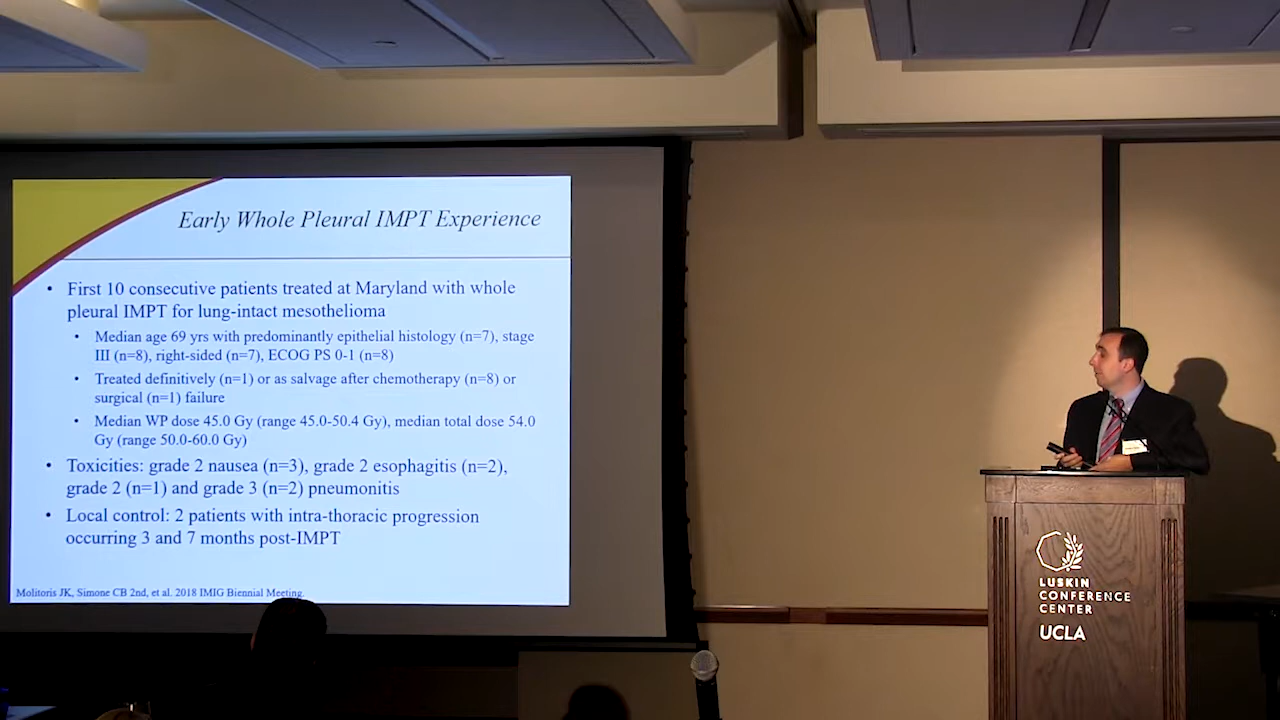 Early Whole Pleural IMPT Experience
• First 10 consecutive patients treated at Maryland with whole
pleural IMPT for lung-intact mesothelioma
• Median age 69 yrs with predominantly epithelial histology (n=7), stage
III (n=8), right-sided (n=7), ECOG PS 0-1 (n=8)
• Treated definitively (n=1) or as salvage after chemotherapy (n=8) or
surgical (n=1) failure
• Median WP dose 45.0 Gy (range 45.0-50.4 Gy), median total dose 54.0
Gy (range 50.0-60.0 Gy)
• Toxicities: grade 2 nausea (n=3), grade 2 esophagitis (n=2),
grade 2 (n=1) and grade 3 (n=2) pneumonitis
• Local control: 2 patients with intra-thoracic progression
occurring 3 and 7 months post-IMPT
Molitoris JK, Simone CB 2nd, et al. 2018 IMIG Biennial Meeting.
LUSKIN
CONFERENCE
CENTER
UCLA